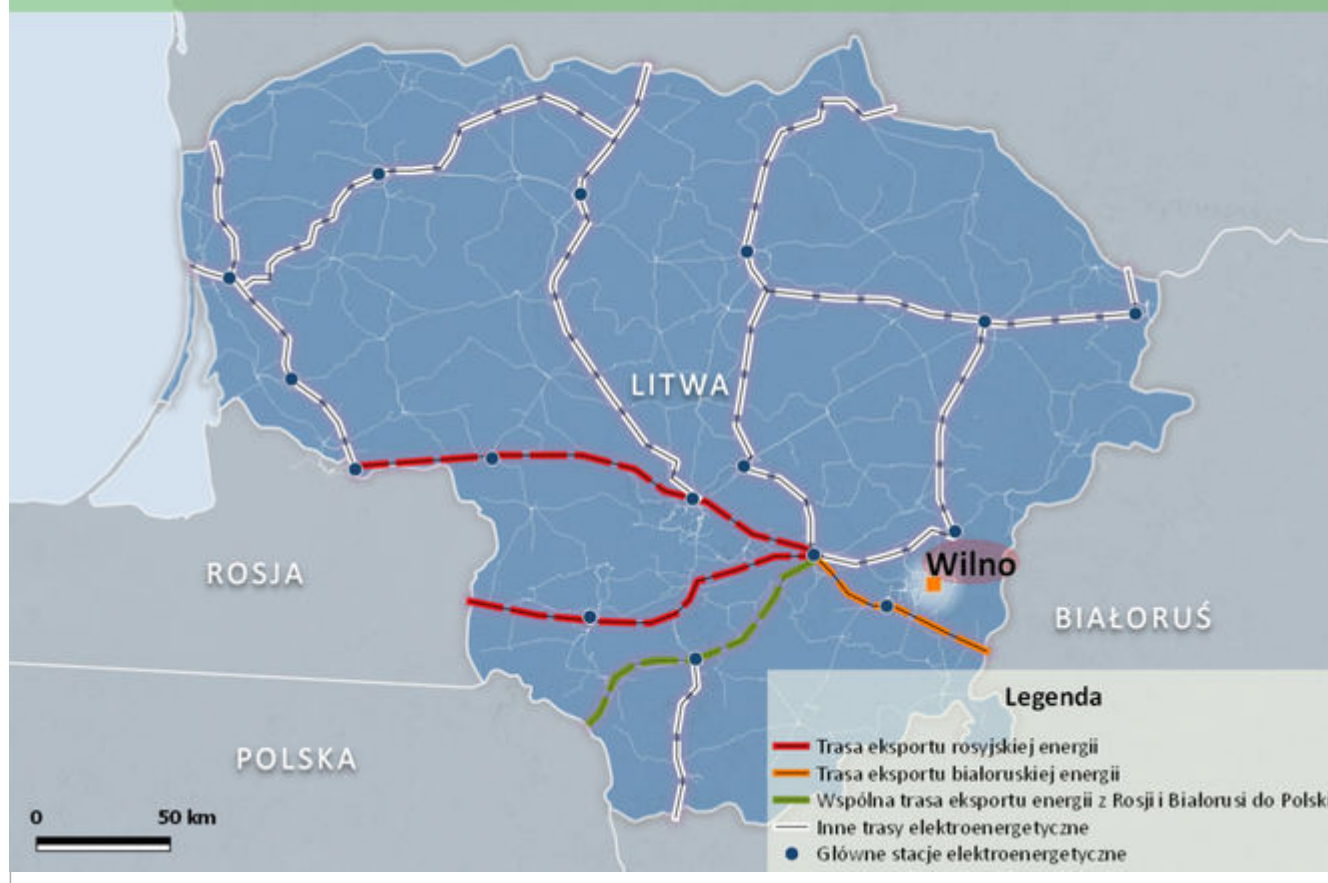 LITWA
Wilno
ROSJA
BIAŁORUŚ
POLSKA
0 50 km
Legenda
Trasa eksportu rosyjskiej energii
Trasa eksportu białoruskiej energii
Wspólna trasa eksportu energii z Rosji i Białorusi do Polski
Inne trasy elektroenergetyczne
Główne stacje elektroenergetyczne